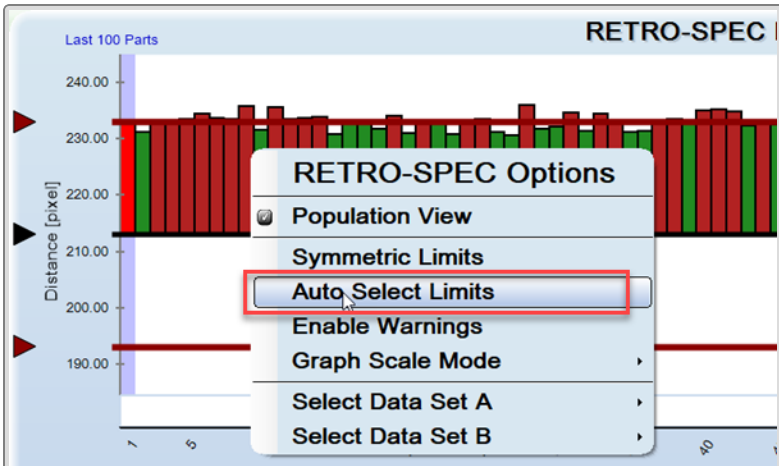 RETRO-SPEC
Last 100 Parts
240.00
230.00
220.00
210.00
200.00
190.00
Distance [pixel]
RETRO-SPEC Options
Population View
Symmetric Limits
Auto Select Limits
Enable Warnings
Graph Scale Mode
Select Data Set A
Select Data Set B
1
5
40